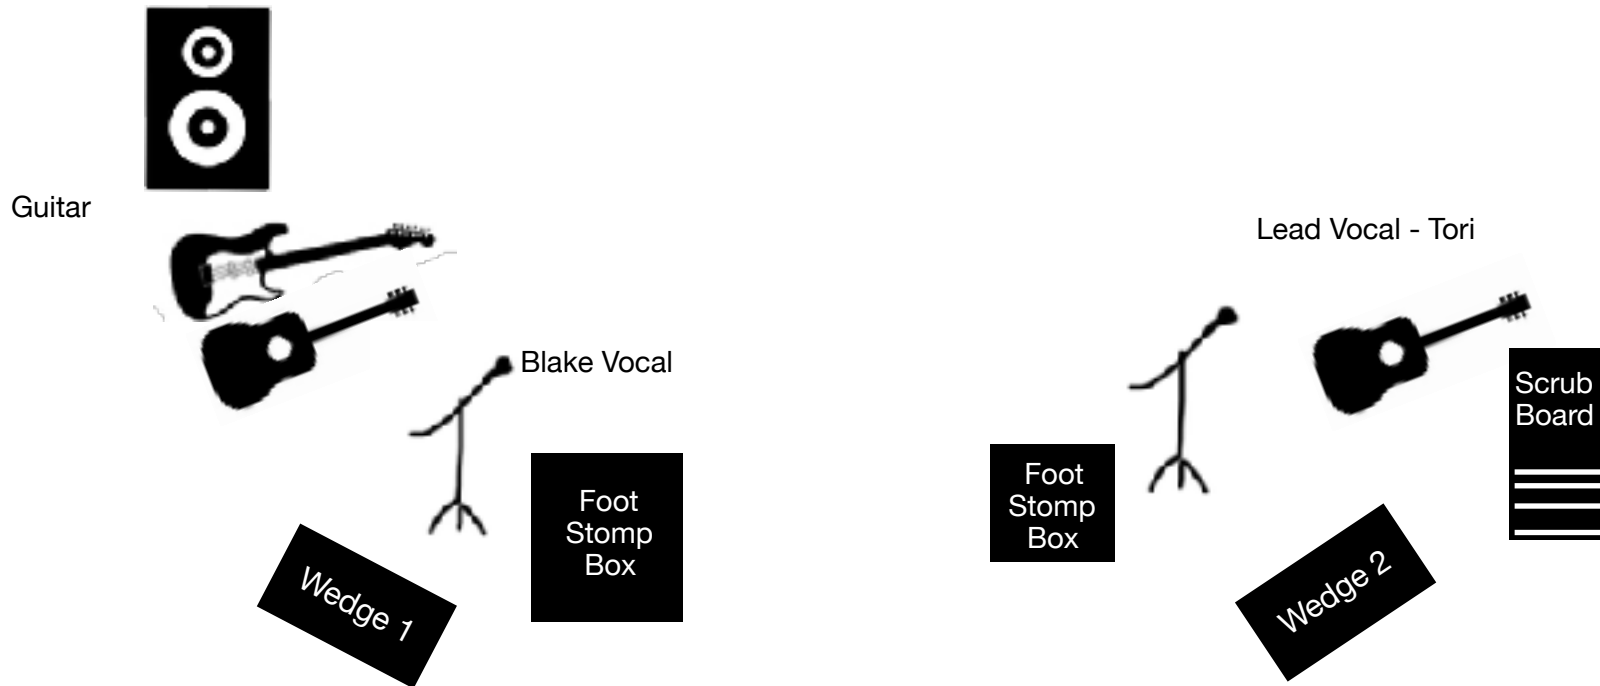 Guitar
Lead Vocal - Tori
Blake Vocal
Scrub
Board
Foot
Stomp
Box
Foot
Stomp
Box
Wedge 1
Wedge 2